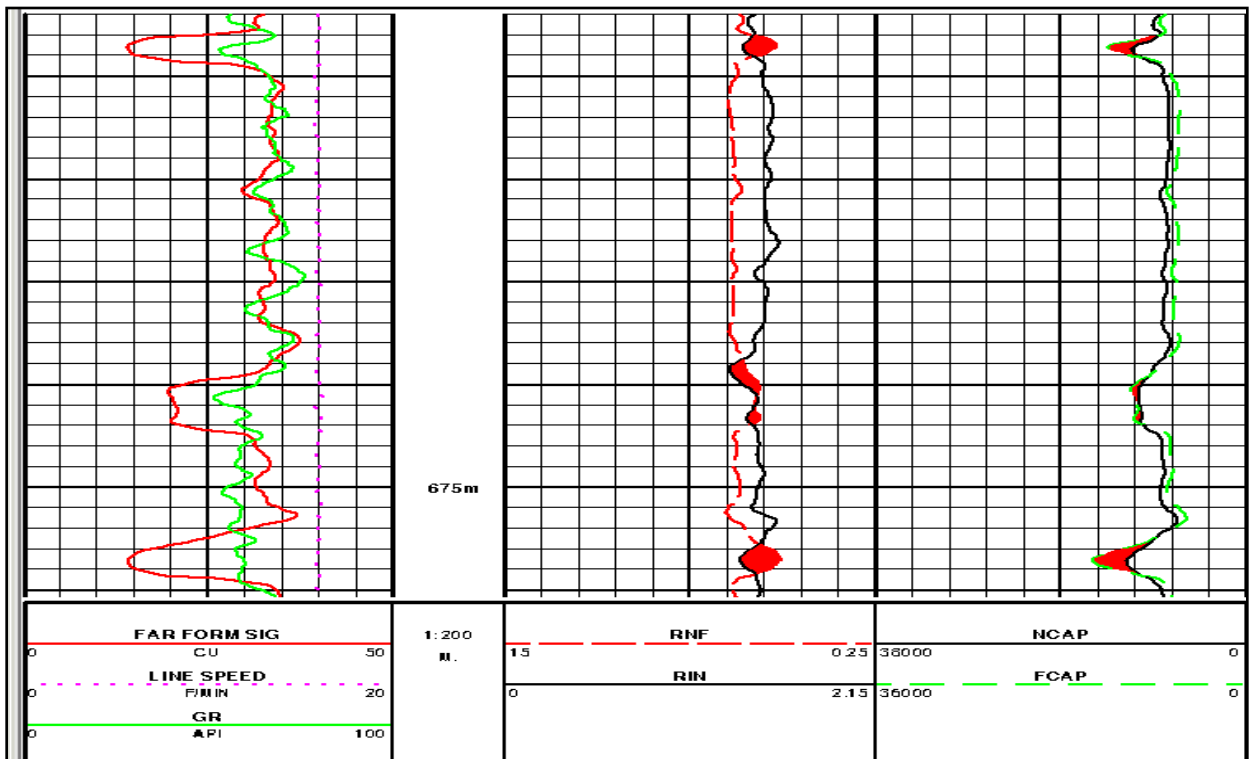 675m
FAR FORM SIG
0 CU 50
LINE SPEED
0 F/MIN 20
GR
0 API 100
1:200
M.
RNF
15 0.25
RIN
0 2.15
NCAP
38000 0
FCAP
36000 0